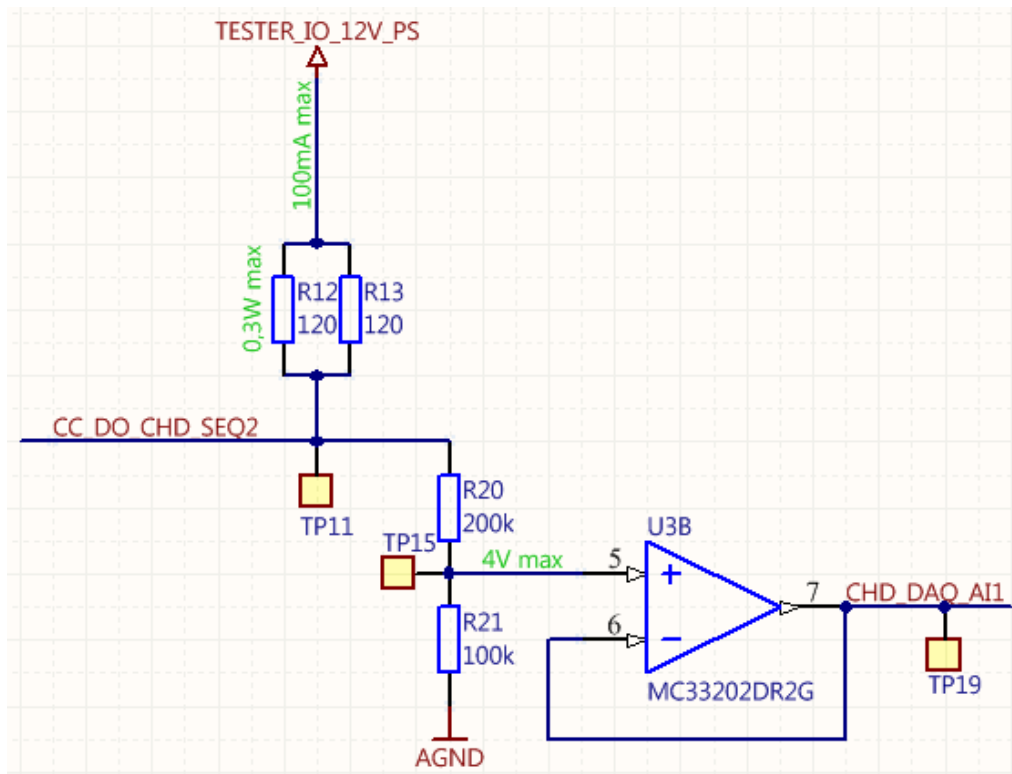 TESTER_IO_12V_PS
100mA max
0,3W max
R12
120
R13
120
CC_DO_CHD_SEQ2
TP11
R20
200k
TP15
4V max
U3B
5
+
6
−
7
CHD_DAQ_AI1
R21
100k
MC33202DR2G
TP19
AGND